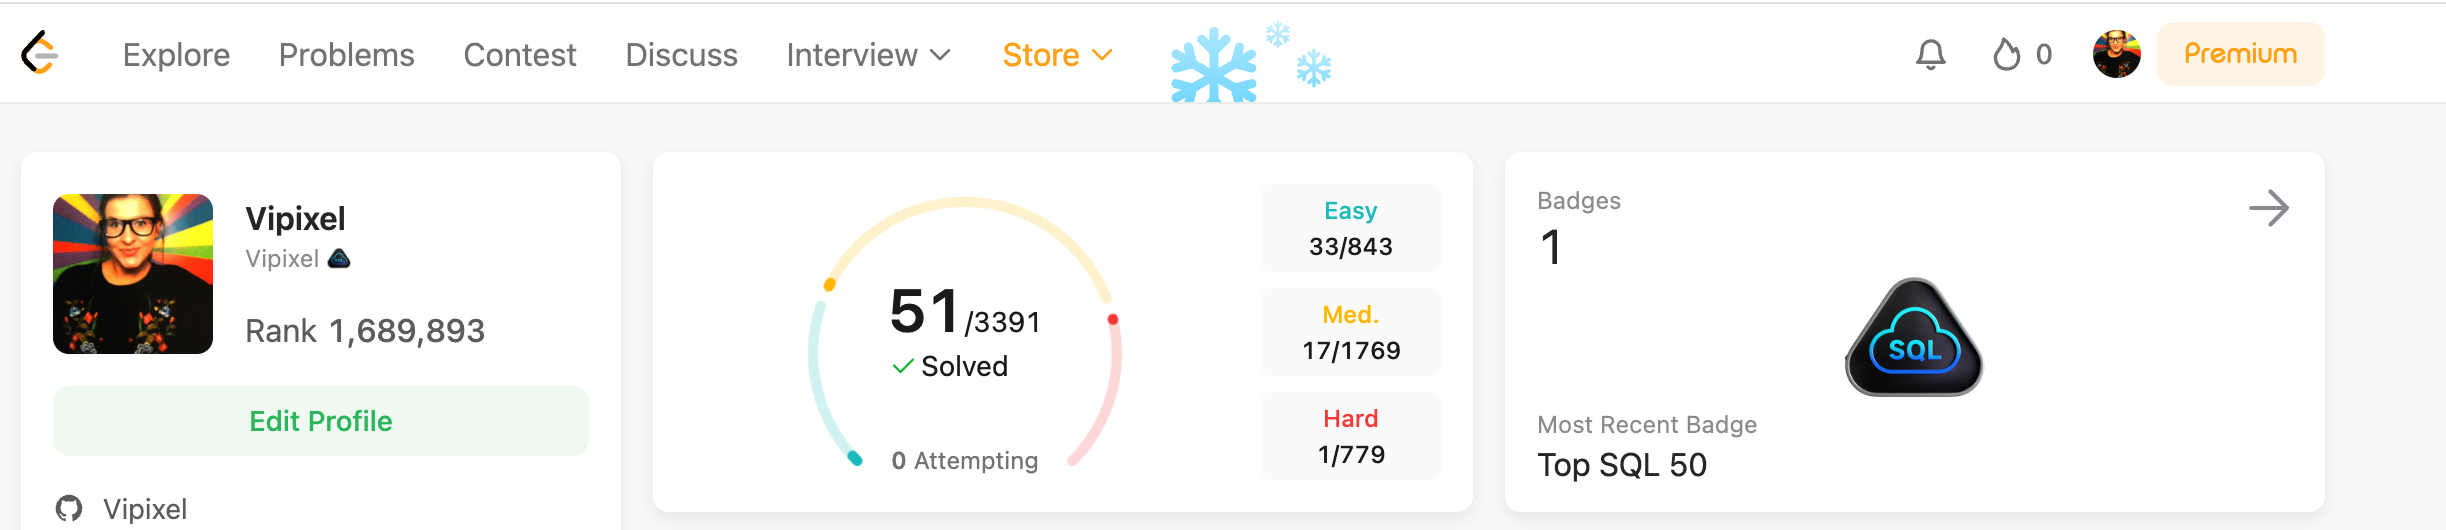 Explore Problems Contest Discuss Interview Store 0 Premium
Vipixel
Vipixel
Rank 1,689,893
Edit Profile
Vipixel
51/3391
Solved
0 Attempting
Easy
33/843
Med.
17/1769
Hard
1/779
Badges
1
SQL
Most Recent Badge
Top SQL 50